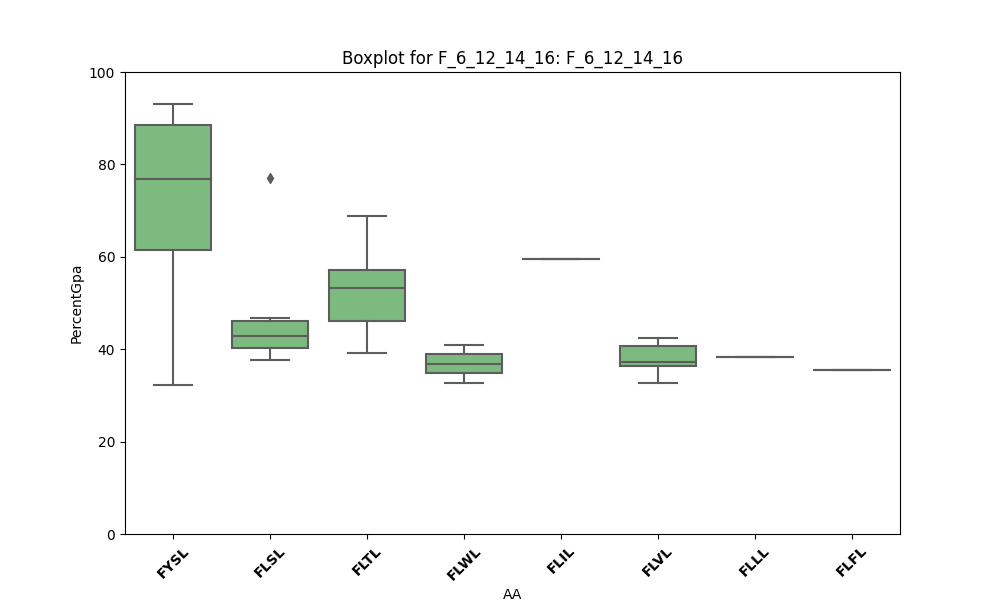 Boxplot for F_6_12_14_16: F_6_12_14_16
100
80
60
40
20
0
PercentGpa
FYSL
FLSL
FLTL
FLWL
FLIL
FLVL
FLLL
FLFL
AA